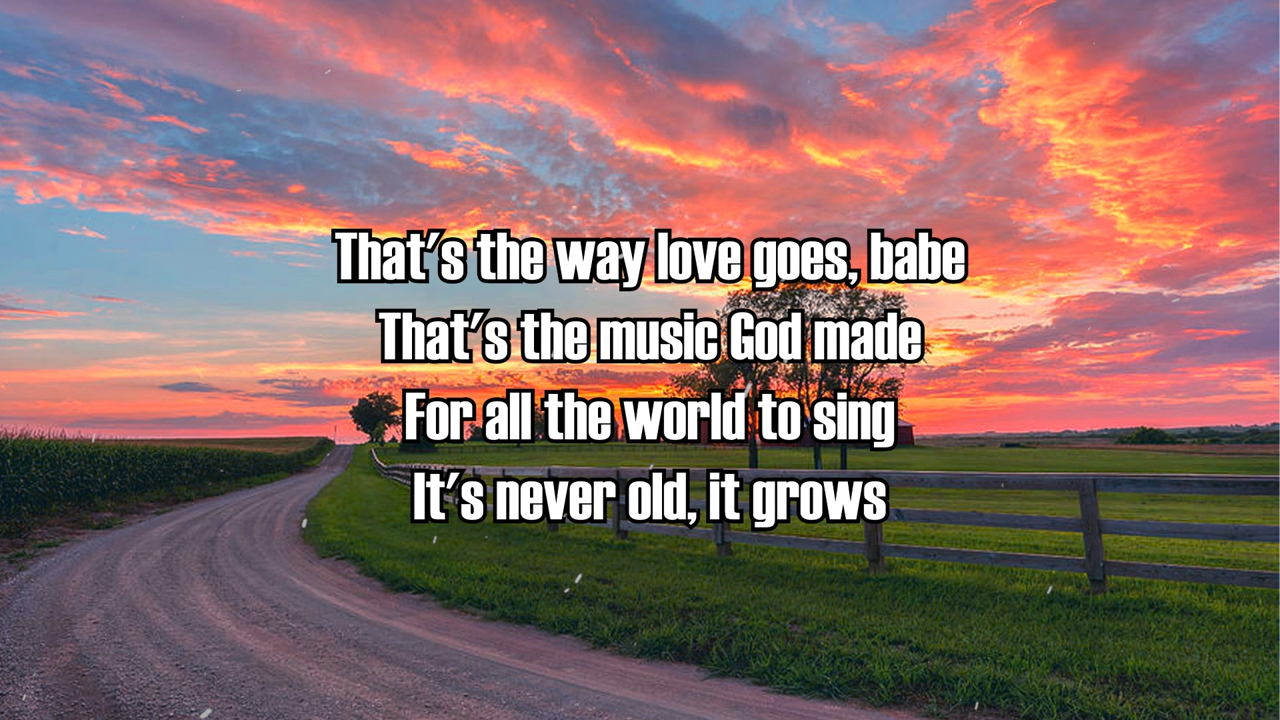 That's the way love goes, babe
That's the music God made
For all the world to sing
It's never old, it grows